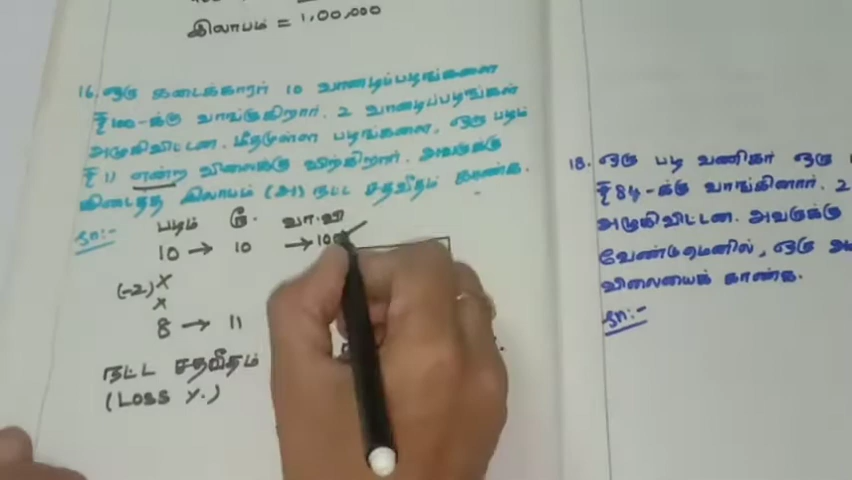 இலாபம் = 1,00,000
16. ஒரு கடைக்காரர் 10 வாழைப்பழங்களை
₹100-க்கு வாங்குகிறார். 2 வாழைப்பழங்கள்
அழுகிவிட்டன. மீதமுள்ள பழங்களை, ஒரு பழம்
₹ 11 என்ற விலைக்கு விற்கிறார். அவருக்கு
கிடைத்த இலாபம் (அ) நட்ட சதவீதம் காண்க.
பழம் ரூ. வா.வி
10 → 10 → 100
(-2) x
x
8 → 11
நட்ட சதவீதம்
(Loss %)
18. ஒரு பழ வணிகர் ஒரு
₹84-க்கு வாங்கினார். 2
அழுகிவிட்டன. அவருக்கு
வேண்டுமெனில், ஒரு
விலையைக் காண்க.